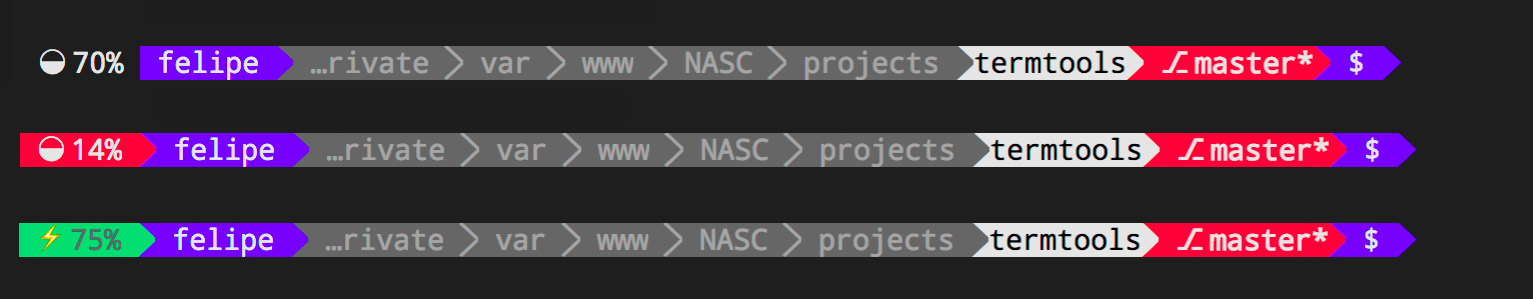 70% felipe …rivate var www NASC projects termtools master* $
14% felipe …rivate var www NASC projects termtools master* $
⚡ 75% felipe …rivate var www NASC projects termtools master* $